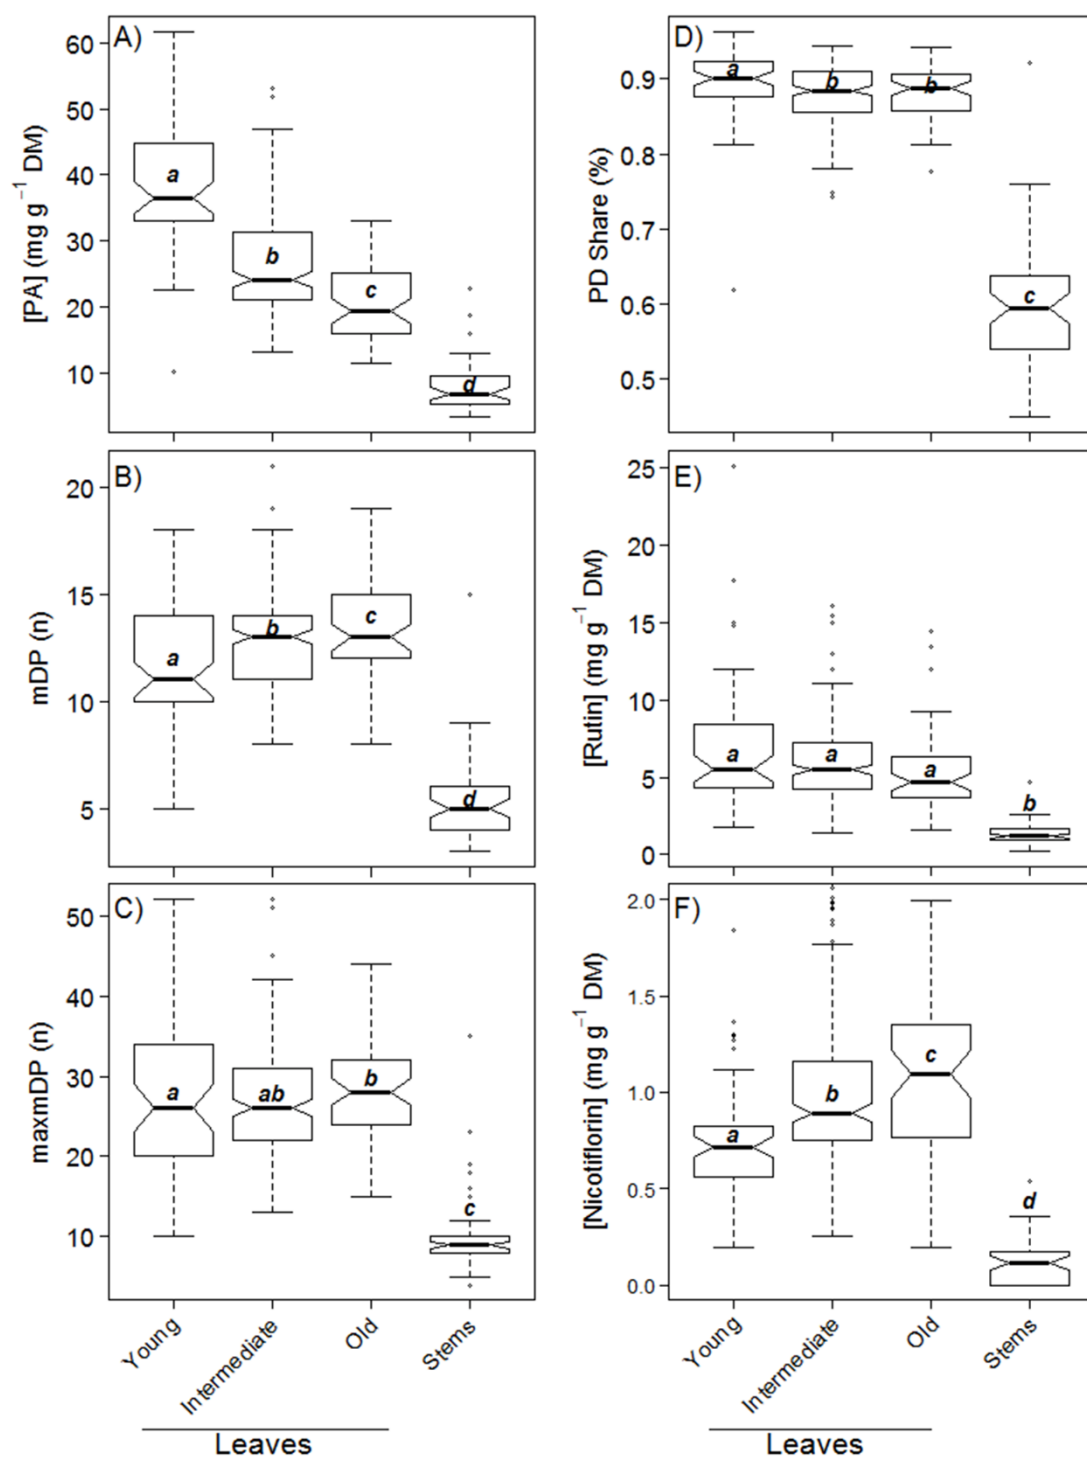 A)
[PA] (mg g⁻¹ DM)
60
50
40
30
20
10
a
b
c
d
D)
PD Share (%)
0.9
0.8
0.7
0.6
0.5
a
b
b
c
B)
mDP (n)
20
15
10
5
a
b
c
d
E)
[Rutin] (mg g⁻¹ DM)
25
20
15
10
5
0
a
a
a
b
C)
maxmDP (n)
50
40
30
20
10
a
ab
b
c
F)
[Nicotiflorin] (mg g⁻¹ DM)
2.0
1.5
1.0
0.5
0.0
a
b
c
d
Young
Intermediate
Old
Stems
Leaves
Young
Intermediate
Old
Stems
Leaves